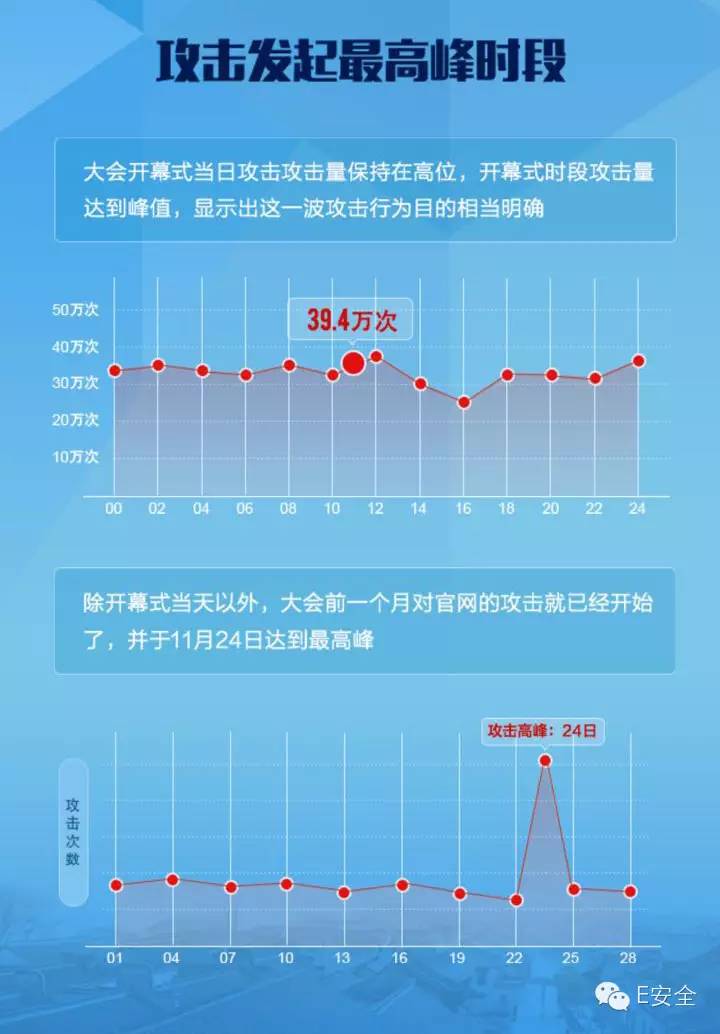 攻击发起最高峰时段
大会开幕式当日攻击攻击量保持在高位，开幕式时段攻击量
达到峰值，显示出这一波攻击行为目的相当明确
39.4万次
50万次
40万次
30万次
20万次
10万次
00 02 04 06 08 10 12 14 16 18 20 22 24
除开幕式当天以外，大会前一个月对官网的攻击就已经开始
了，并于11月24日达到最高峰
攻击高峰：24日
攻击次数
01 04 07 10 13 16 19 22 25 28
E安全